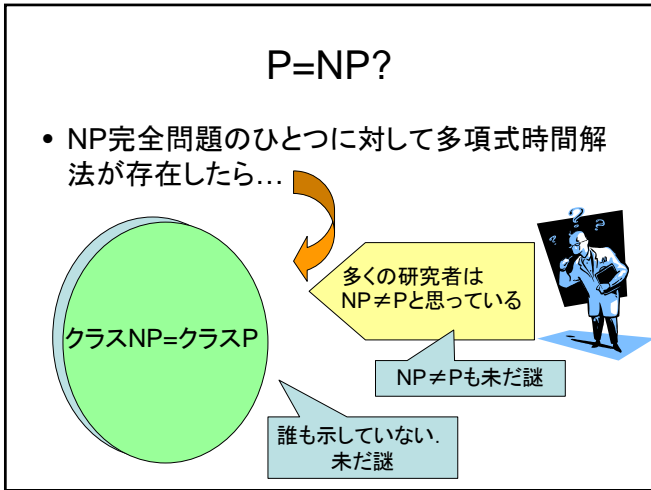 P=NP?
• NP完全問題のひとつに対して多項式時間解
法が存在したら…
多くの研究者は
NP≠Pと思っている
クラスNP=クラスP
NP≠Pも未だ謎
誰も示していない.
未だ謎